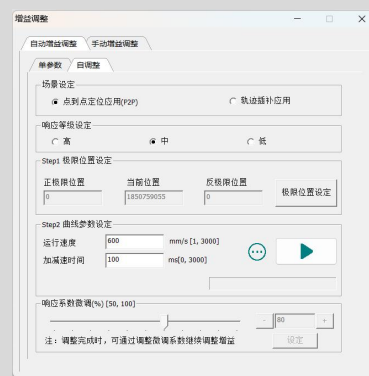 增益调整
自动增益调整 手动增益调整
单参数 自调整
场景设定
点到点定位应用(P2P) 轨迹插补应用
响应等级设定
高 中 低
Step1 极限位置设定
正极限位置 当前位置 反极限位置
0 1850759055 0 极限位置设定
Step2 曲线参数设定
运行速度 600 mm/s [1, 3000]
加减速时间 100 ms[0, 3000]
响应系数微调(%) [50, 100]
- 80 +
注：调整完成时，可通过调整微调系数继续调整增益 设定